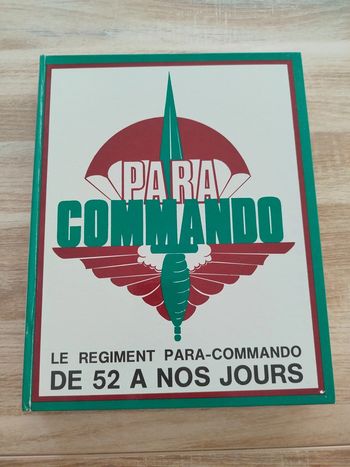 PARA
COMMANDO
LE REGIMENT PARA-COMMANDO
DE 52 A NOS JOURS